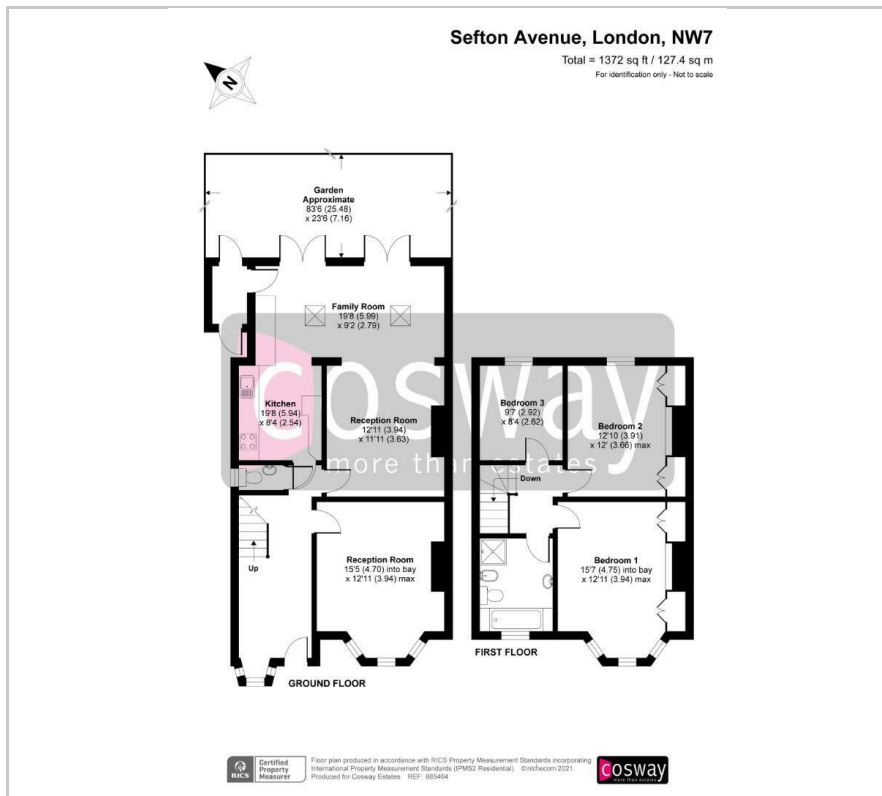 Sefton Avenue, London, NW7
Total = 1372 sq ft / 127.4 sq m
For identification only - Not to scale
N
Garden
Approximate
83'6 (25.48)
x 23'6 (7.16)
Family Room
19'8 (5.99)
x 9'2 (2.79)
cosway
more than estates
Kitchen
19'8 (5.94)
x 8'4 (2.54)
Reception Room
12'11 (3.94)
x 11'11 (3.63)
Bedroom 3
9'7 (2.92)
x 8'4 (2.62)
Bedroom 2
12'10 (3.91)
x 12' (3.66) max
Down
Up
Reception Room
15'5 (4.70) into bay
x 12'11 (3.94) max
Bedroom 1
15'7 (4.75) into bay
x 12'11 (3.94) max
FIRST FLOOR
GROUND FLOOR
RICS
Certified
Property
Measurer
Floor plan produced in accordance with RICS Property Measurement Standards incorporating
International Property Measurement Standards (IPMS2 Residential). ©nichecom 2021.
Produced for Cosway Estates. REF: 685464
cosway
more than estates